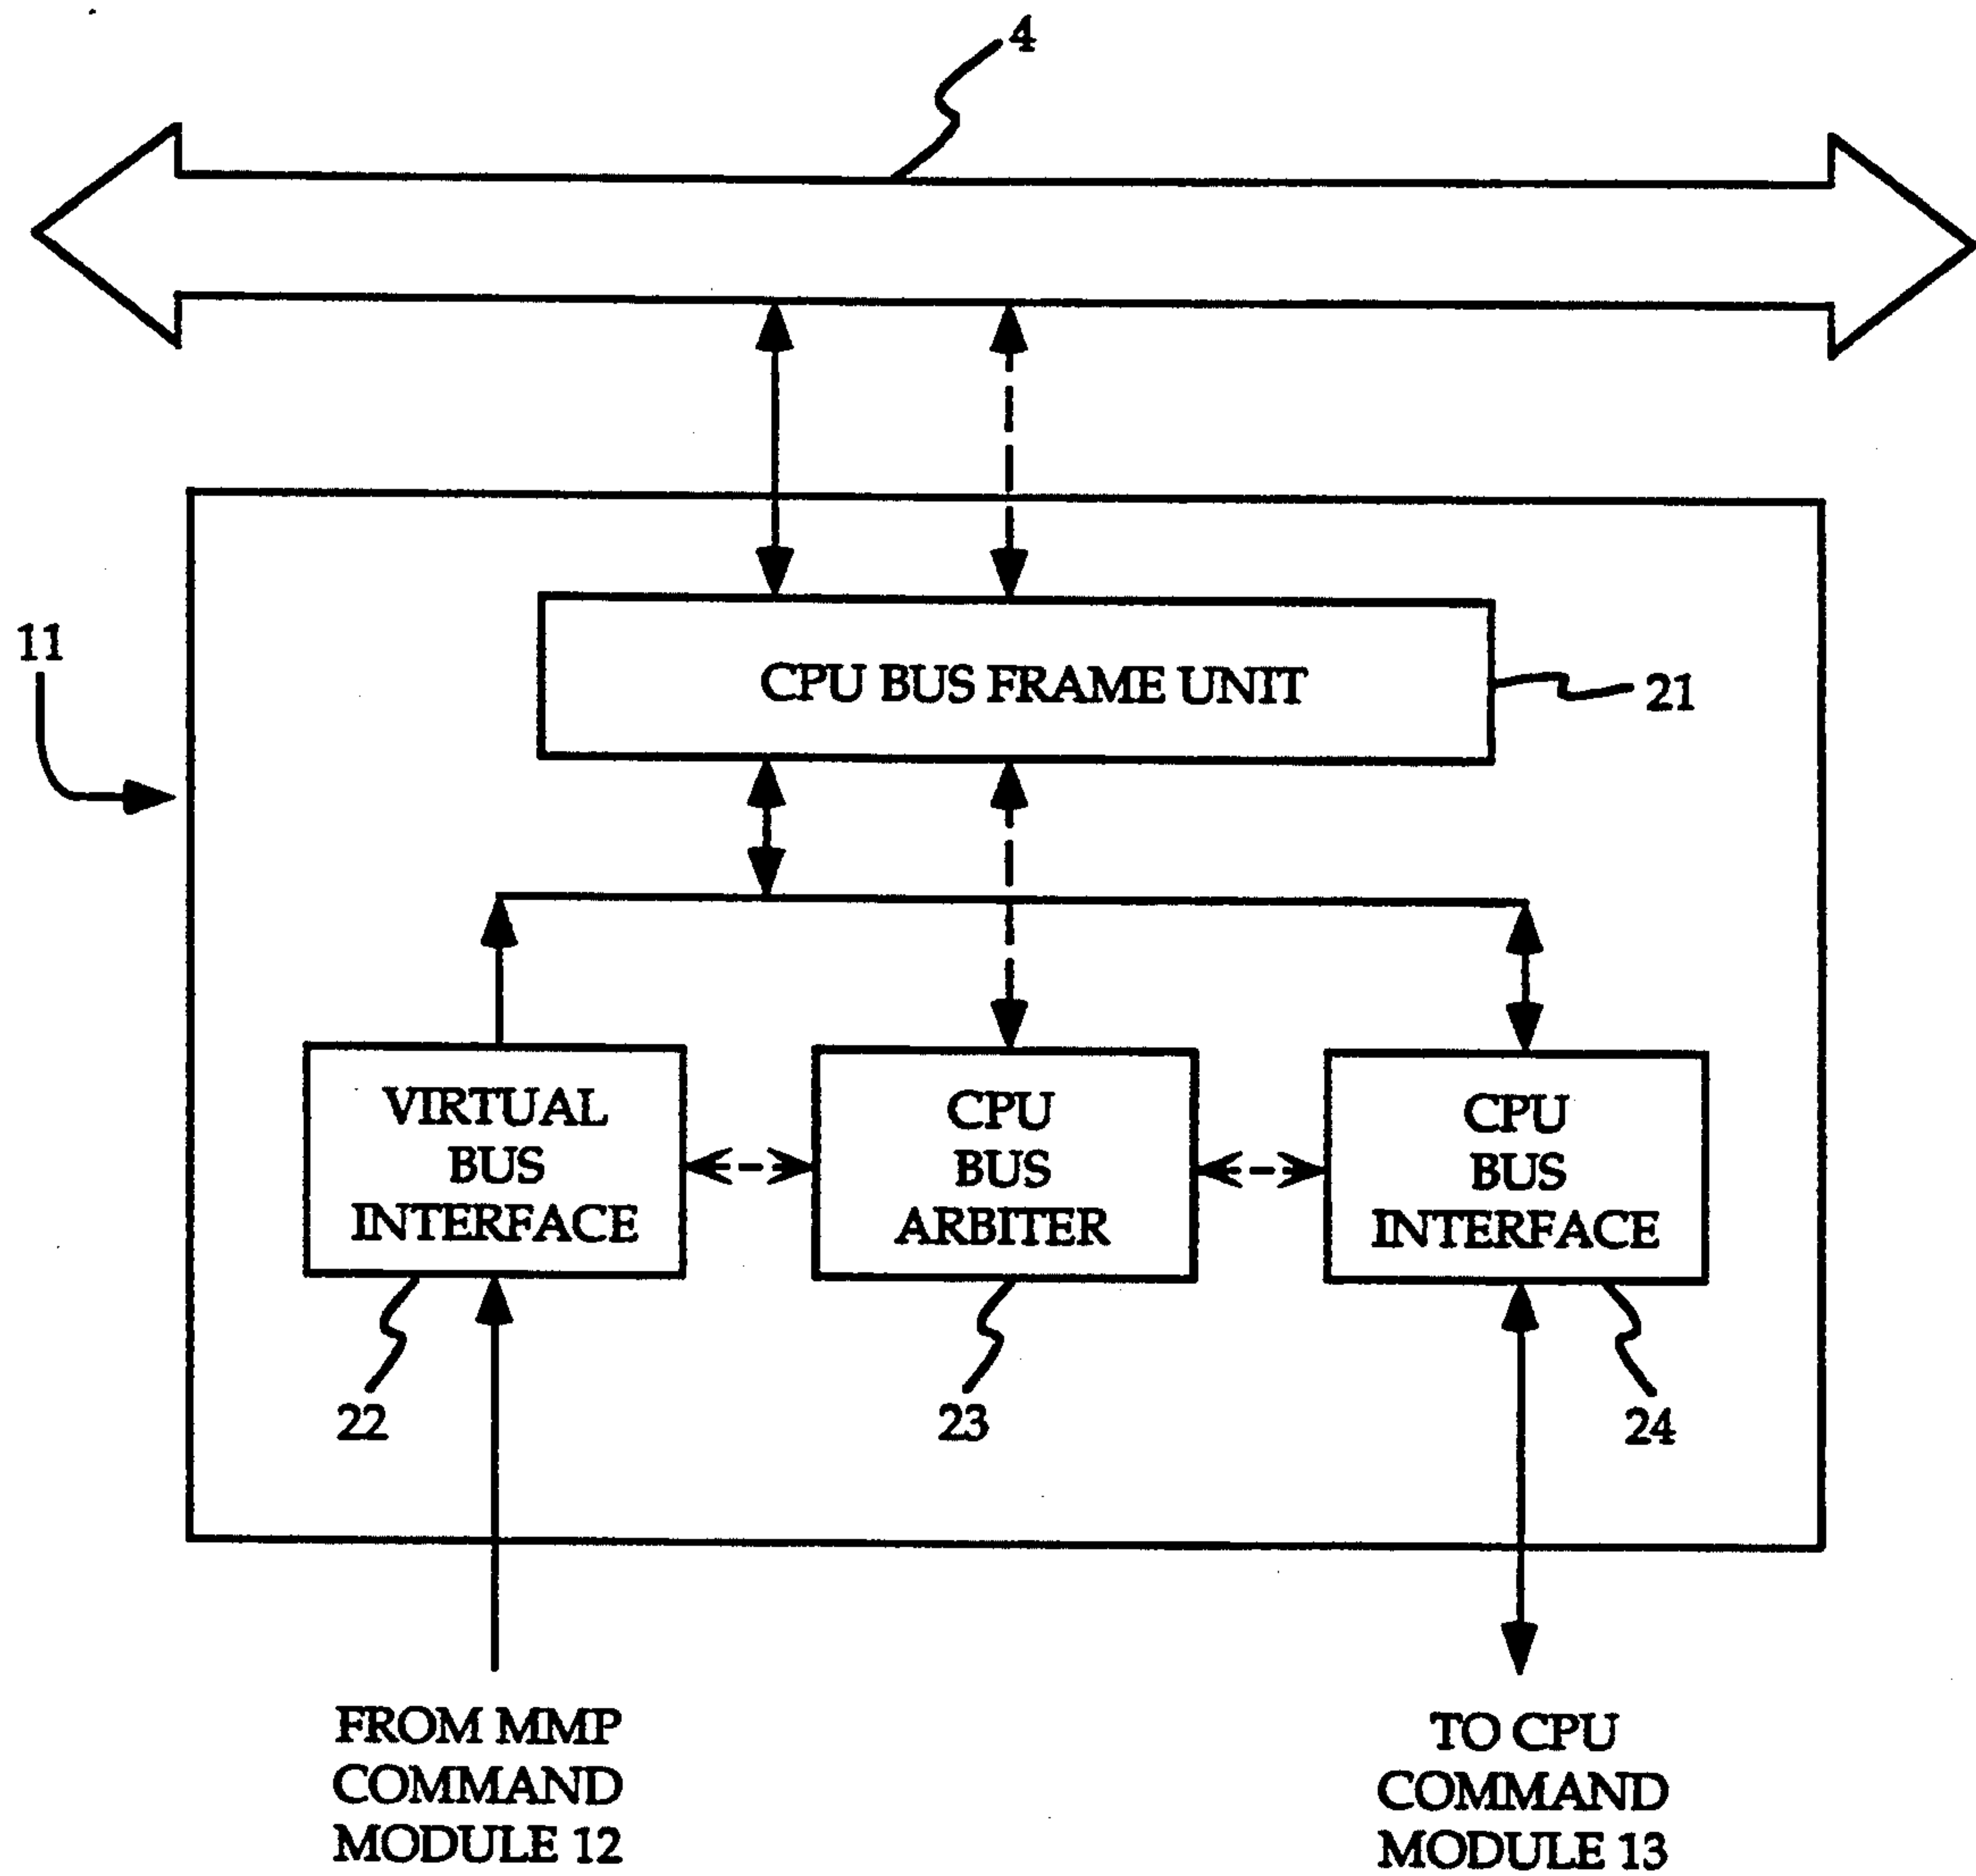 4
11
CPU BUS FRAME UNIT
21
VIRTUAL
BUS
INTERFACE
CPU
BUS
ARBITER
CPU
BUS
INTERFACE
22
23
24
FROM MMP
COMMAND
MODULE 12
TO CPU
COMMAND
MODULE 13